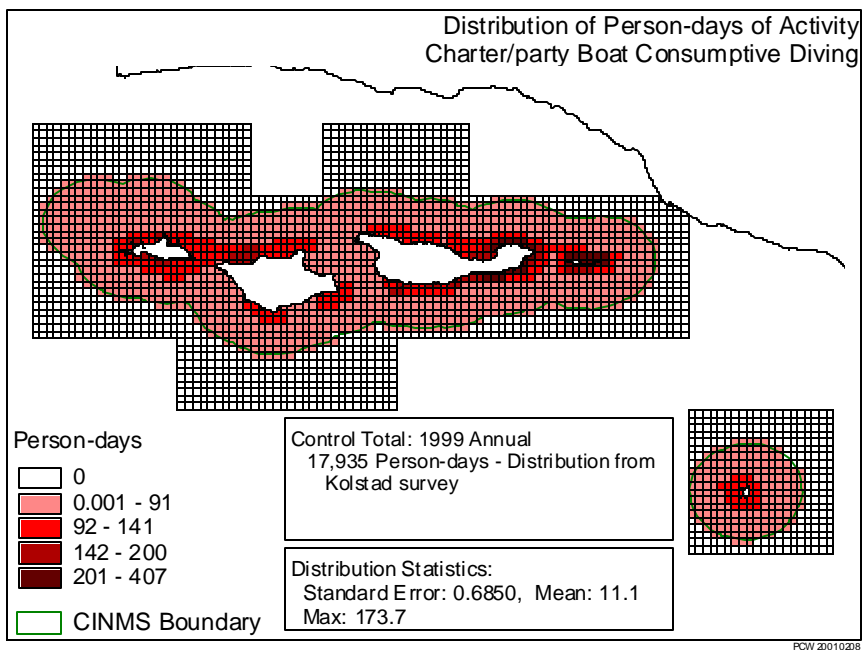 Distribution of Person-days of Activity
Charter/party Boat Consumptive Diving
Person-days
0
0.001 - 91
92 - 141
142 - 200
201 - 407
CINMS Boundary
Control Total: 1999 Annual
17,935 Person-days - Distribution from
Kolstad survey
Distribution Statistics:
Standard Error: 0.6850, Mean: 11.1
Max: 173.7
PCW 20010208